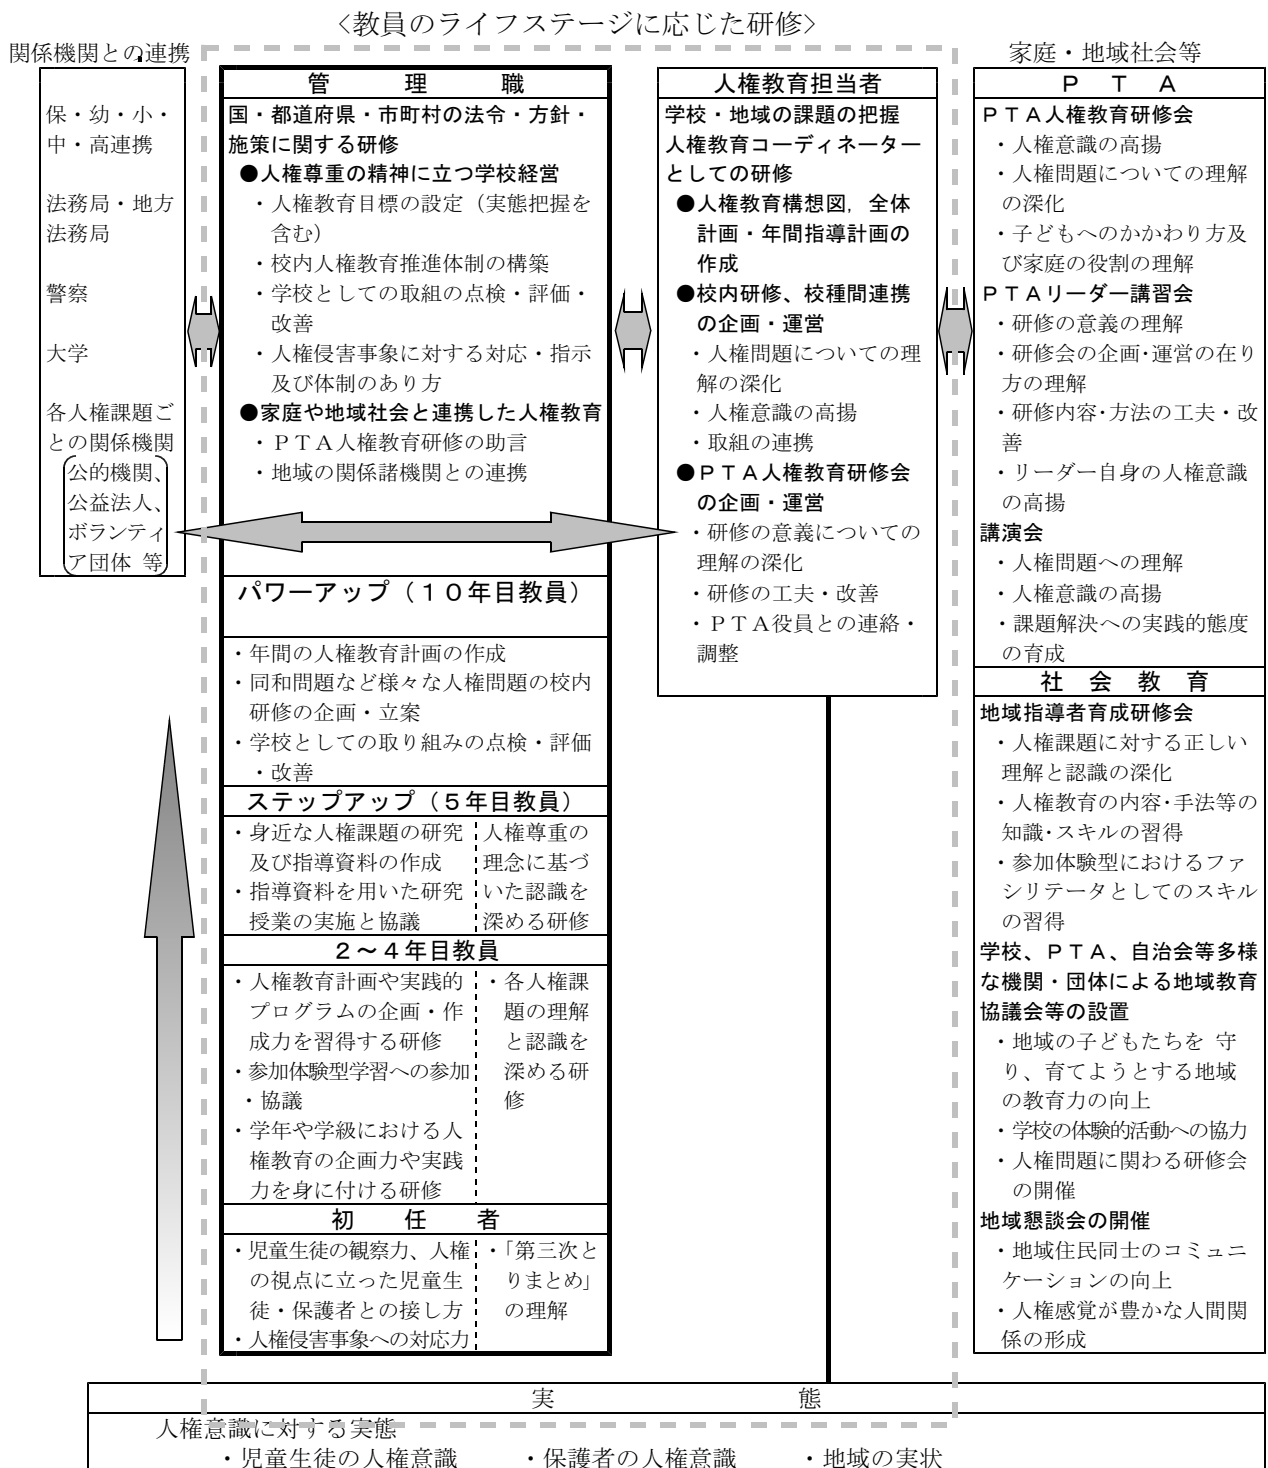 <教員のライフステージに応じた研修>
関係機関との連携
保・幼・小・
中・高連携
法務局・地方
法務局
警察
大学
各人権課題ご
との関係機関
公的機関、
公益法人、
ボランティ
ア団体 等
管 理 職
国・都道府県・市町村の法令・方針・
施策に関する研修
●人権尊重の精神に立つ学校経営
・人権教育目標の設定（実態把握を
含む）
・校内人権教育推進体制の構築
・学校としての取組の点検・評価・
改善
・人権侵害事象に対する対応・指示
及び体制のあり方
●家庭や地域社会と連携した人権教育
・ＰＴＡ人権教育研修の助言
・地域の関係諸機関との連携
パワーアップ（１０年目教員）
・年間の人権教育計画の作成
・同和問題など様々な人権問題の校内
研修の企画・立案
・学校としての取り組みの点検・評価
・改善
ステップアップ（５年目教員）
・身近な人権課題の研究
及び指導資料の作成
・指導資料を用いた研究
授業の実施と協議
人権尊重の
理念に基づ
いた認識を
深める研修
２～４年目教員
・人権教育計画や実践的
プログラムの企画・作
成力を習得する研修
・参加体験型学習への参加
・協議
・学年や学級における人
権教育の企画力や実践
力を身に付ける研修
・各人権課
題の理解
と認識を
深める研
修
初 任 者
・児童生徒の観察力、人権
の視点に立った児童生
徒・保護者との接し方
・人権侵害事象への対応力
・「第三次と
りまとめ」
の理解
人権教育担当者
学校・地域の課題の把握
人権教育コーディネーター
としての研修
●人権教育構想図，全体
計画・年間指導計画の
作成
●校内研修、校種間連携
の企画・運営
・人権問題についての理
解の深化
・人権意識の高揚
・取組の連携
●ＰＴＡ人権教育研修会
の企画・運営
・研修の意義についての
理解の深化
・研修の工夫・改善
・ＰＴＡ役員との連絡・
調整
家庭・地域社会等
Ｐ Ｔ Ａ
ＰＴＡ人権教育研修会
・人権意識の高揚
・人権問題についての理解
の深化
・子どもへのかかわり方及
び家庭の役割の理解
ＰＴＡリーダー講習会
・研修の意義の理解
・研修会の企画・運営の在り
方の理解
・研修内容・方法の工夫・改
善
・リーダー自身の人権意識
の高揚
講演会
・人権問題への理解
・人権意識の高揚
・課題解決への実践的態度
の育成
社 会 教 育
地域指導者育成研修会
・人権課題に対する正しい
理解と認識の深化
・人権教育の内容・手法等の
知識・スキルの習得
・参加体験型におけるファ
シリテータとしてのスキル
の習得
学校、ＰＴＡ、自治会等多様
な機関・団体による地域教育
協議会等の設置
・地域の子どもたちを 守
り、育てようとする地域
の教育力の向上
・学校の体験的活動への協力
・人権問題に関わる研修会
の開催
地域懇談会の開催
・地域住民同士のコミュニ
ケーションの向上
・人権感覚が豊かな人間関
係の形成
実 態
人権意識に対する実態
・児童生徒の人権意識 ・保護者の人権意識 ・地域の実状